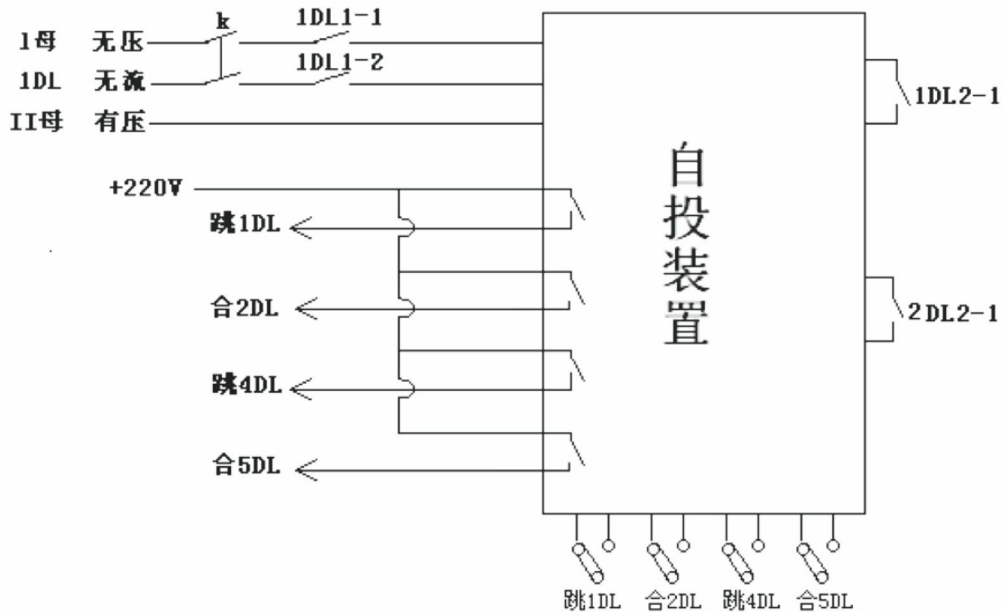 k 1DL1-1
1母 无压
1DL1-2
1DL 无流
II母 有压
1DL2-1
+220V
跳1DL
合2DL
跳4DL
合5DL
自投装置
2DL2-1
跳1DL 合2DL 跳4DL 合5DL